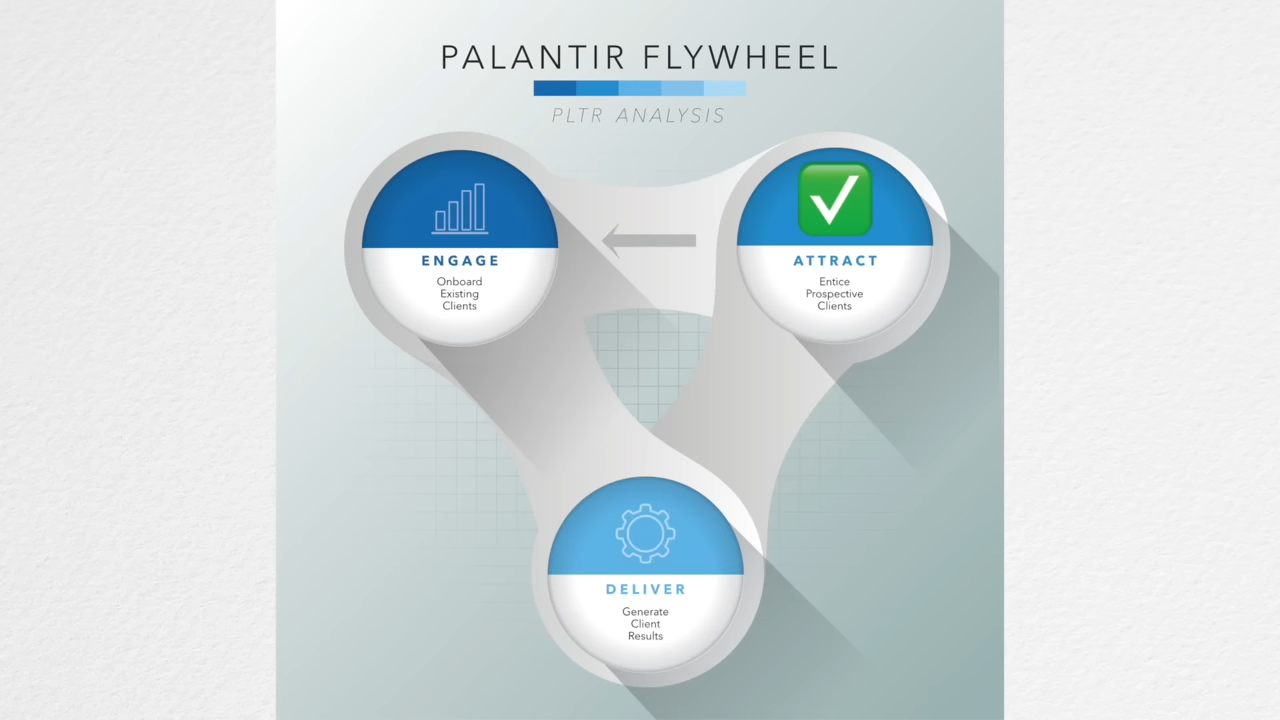 PALANTIR FLYWHEEL
PLTR ANALYSIS
ENGAGE
Onboard
Existing
Clients
ATTRACT
Entice
Prospective
Clients
DELIVER
Generate
Client
Results